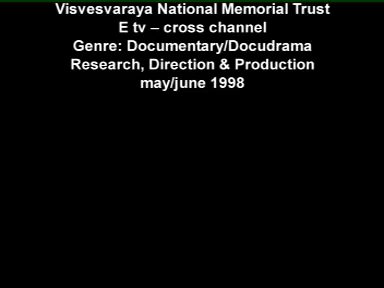 Visvesvaraya National Memorial Trust
E tv – cross channel
Genre: Documentary/Docudrama
Research, Direction & Production
may/june 1998